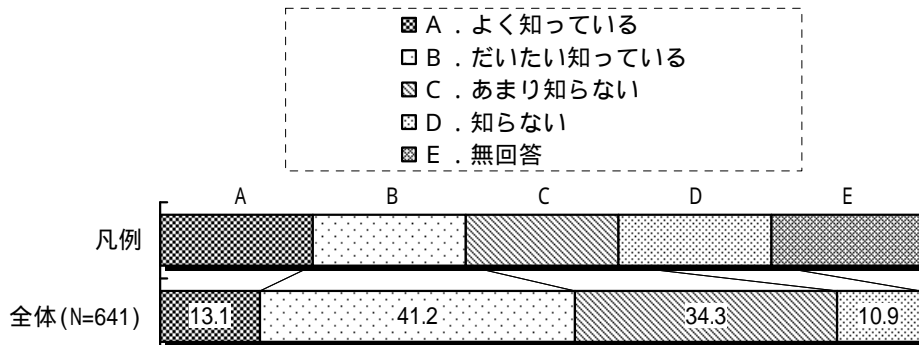 A．よく知っている
B．だいたい知っている
C．あまり知らない
D．知らない
E．無回答
A B C D E
凡例
全体(N=641) 13.1 41.2 34.3 10.9